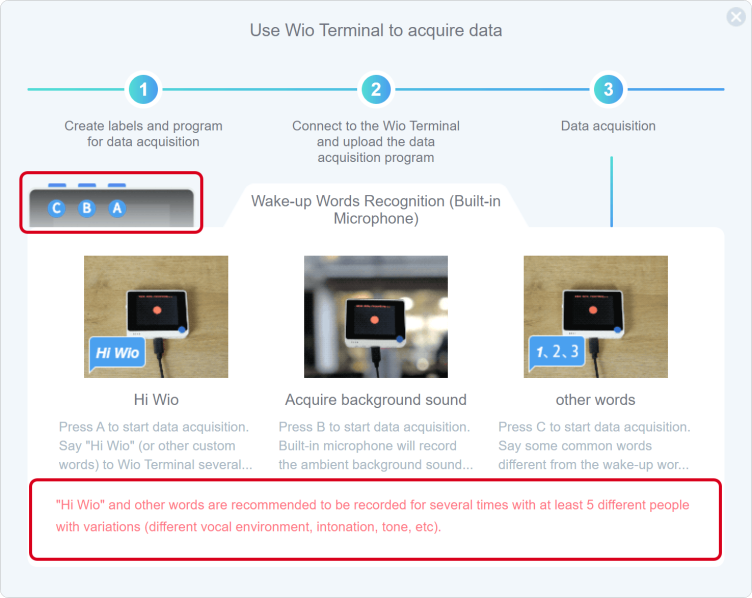 Use Wio Terminal to acquire data
1
2
3
Create labels and program
for data acquisition
Connect to the Wio Terminal
and upload the data
acquisition program
Data acquisition
C B A
Wake-up Words Recognition (Built-in
Microphone)
Hi Wio
1、2、3
Hi Wio
Press A to start data acquisition.
Say "Hi Wio" (or other custom
words) to Wio Terminal several...
Acquire background sound
Press B to start data acquisition.
Built-in microphone will record
the ambient background sound...
other words
Press C to start data acquisition.
Say some common words
different from the wake-up wor...
"Hi Wio" and other words are recommended to be recorded for several times with at least 5 different people
with variations (different vocal environment, intonation, tone, etc).